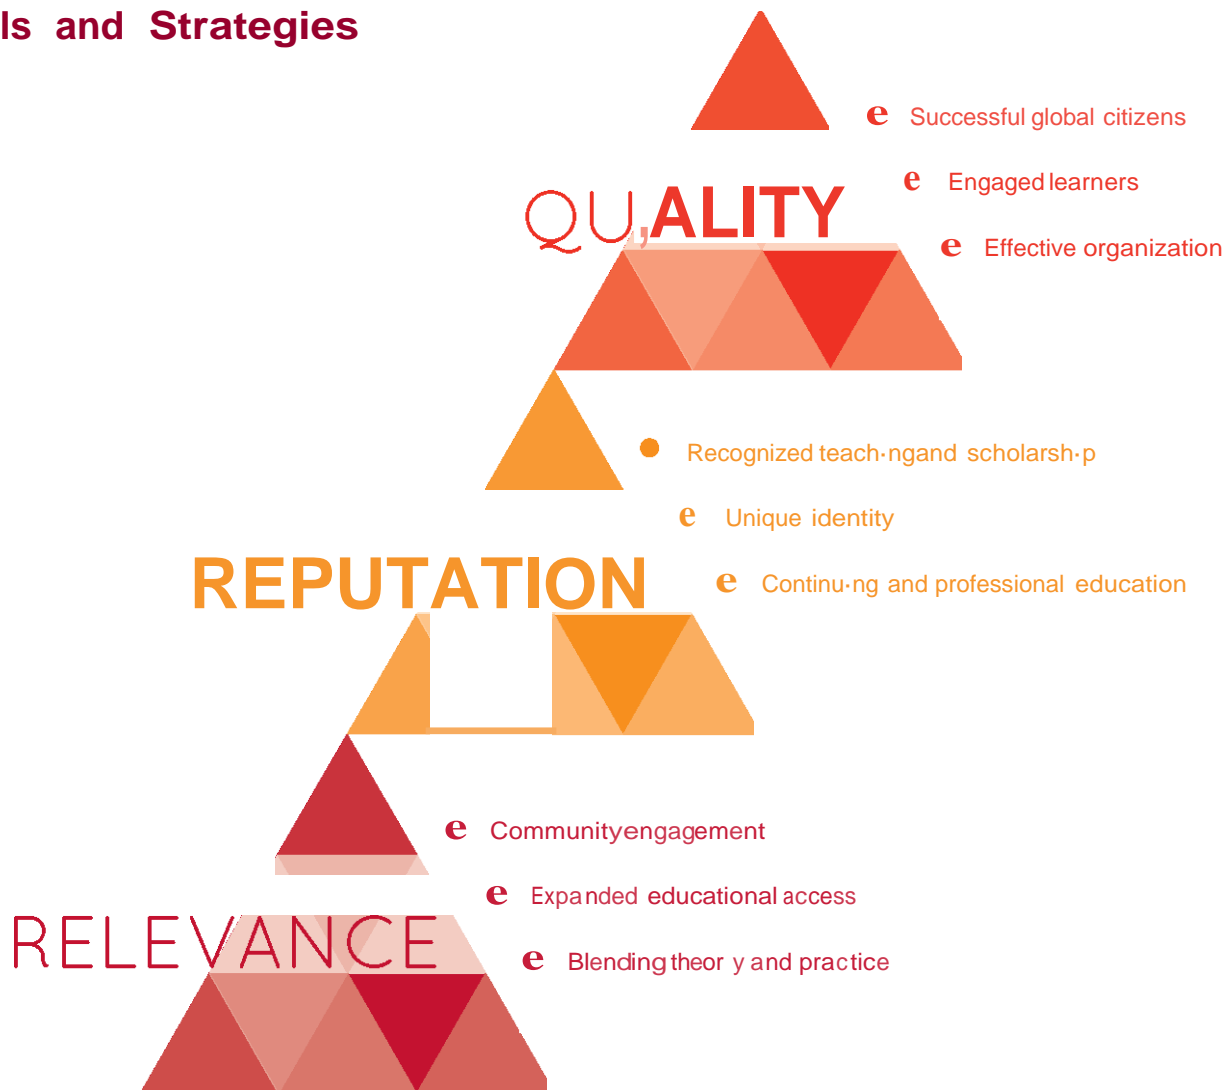 ls and Strategies
e Successful global citizens
e Engaged learners
QU,ALITY
e Effective organization
● Recognized teach·ngand scholarsh·p
e Unique identity
REPUTATION
e Continu·ng and professional education
e Communityengagement
e Expanded educational access
RELEVANCE
e Blending theor y and practice